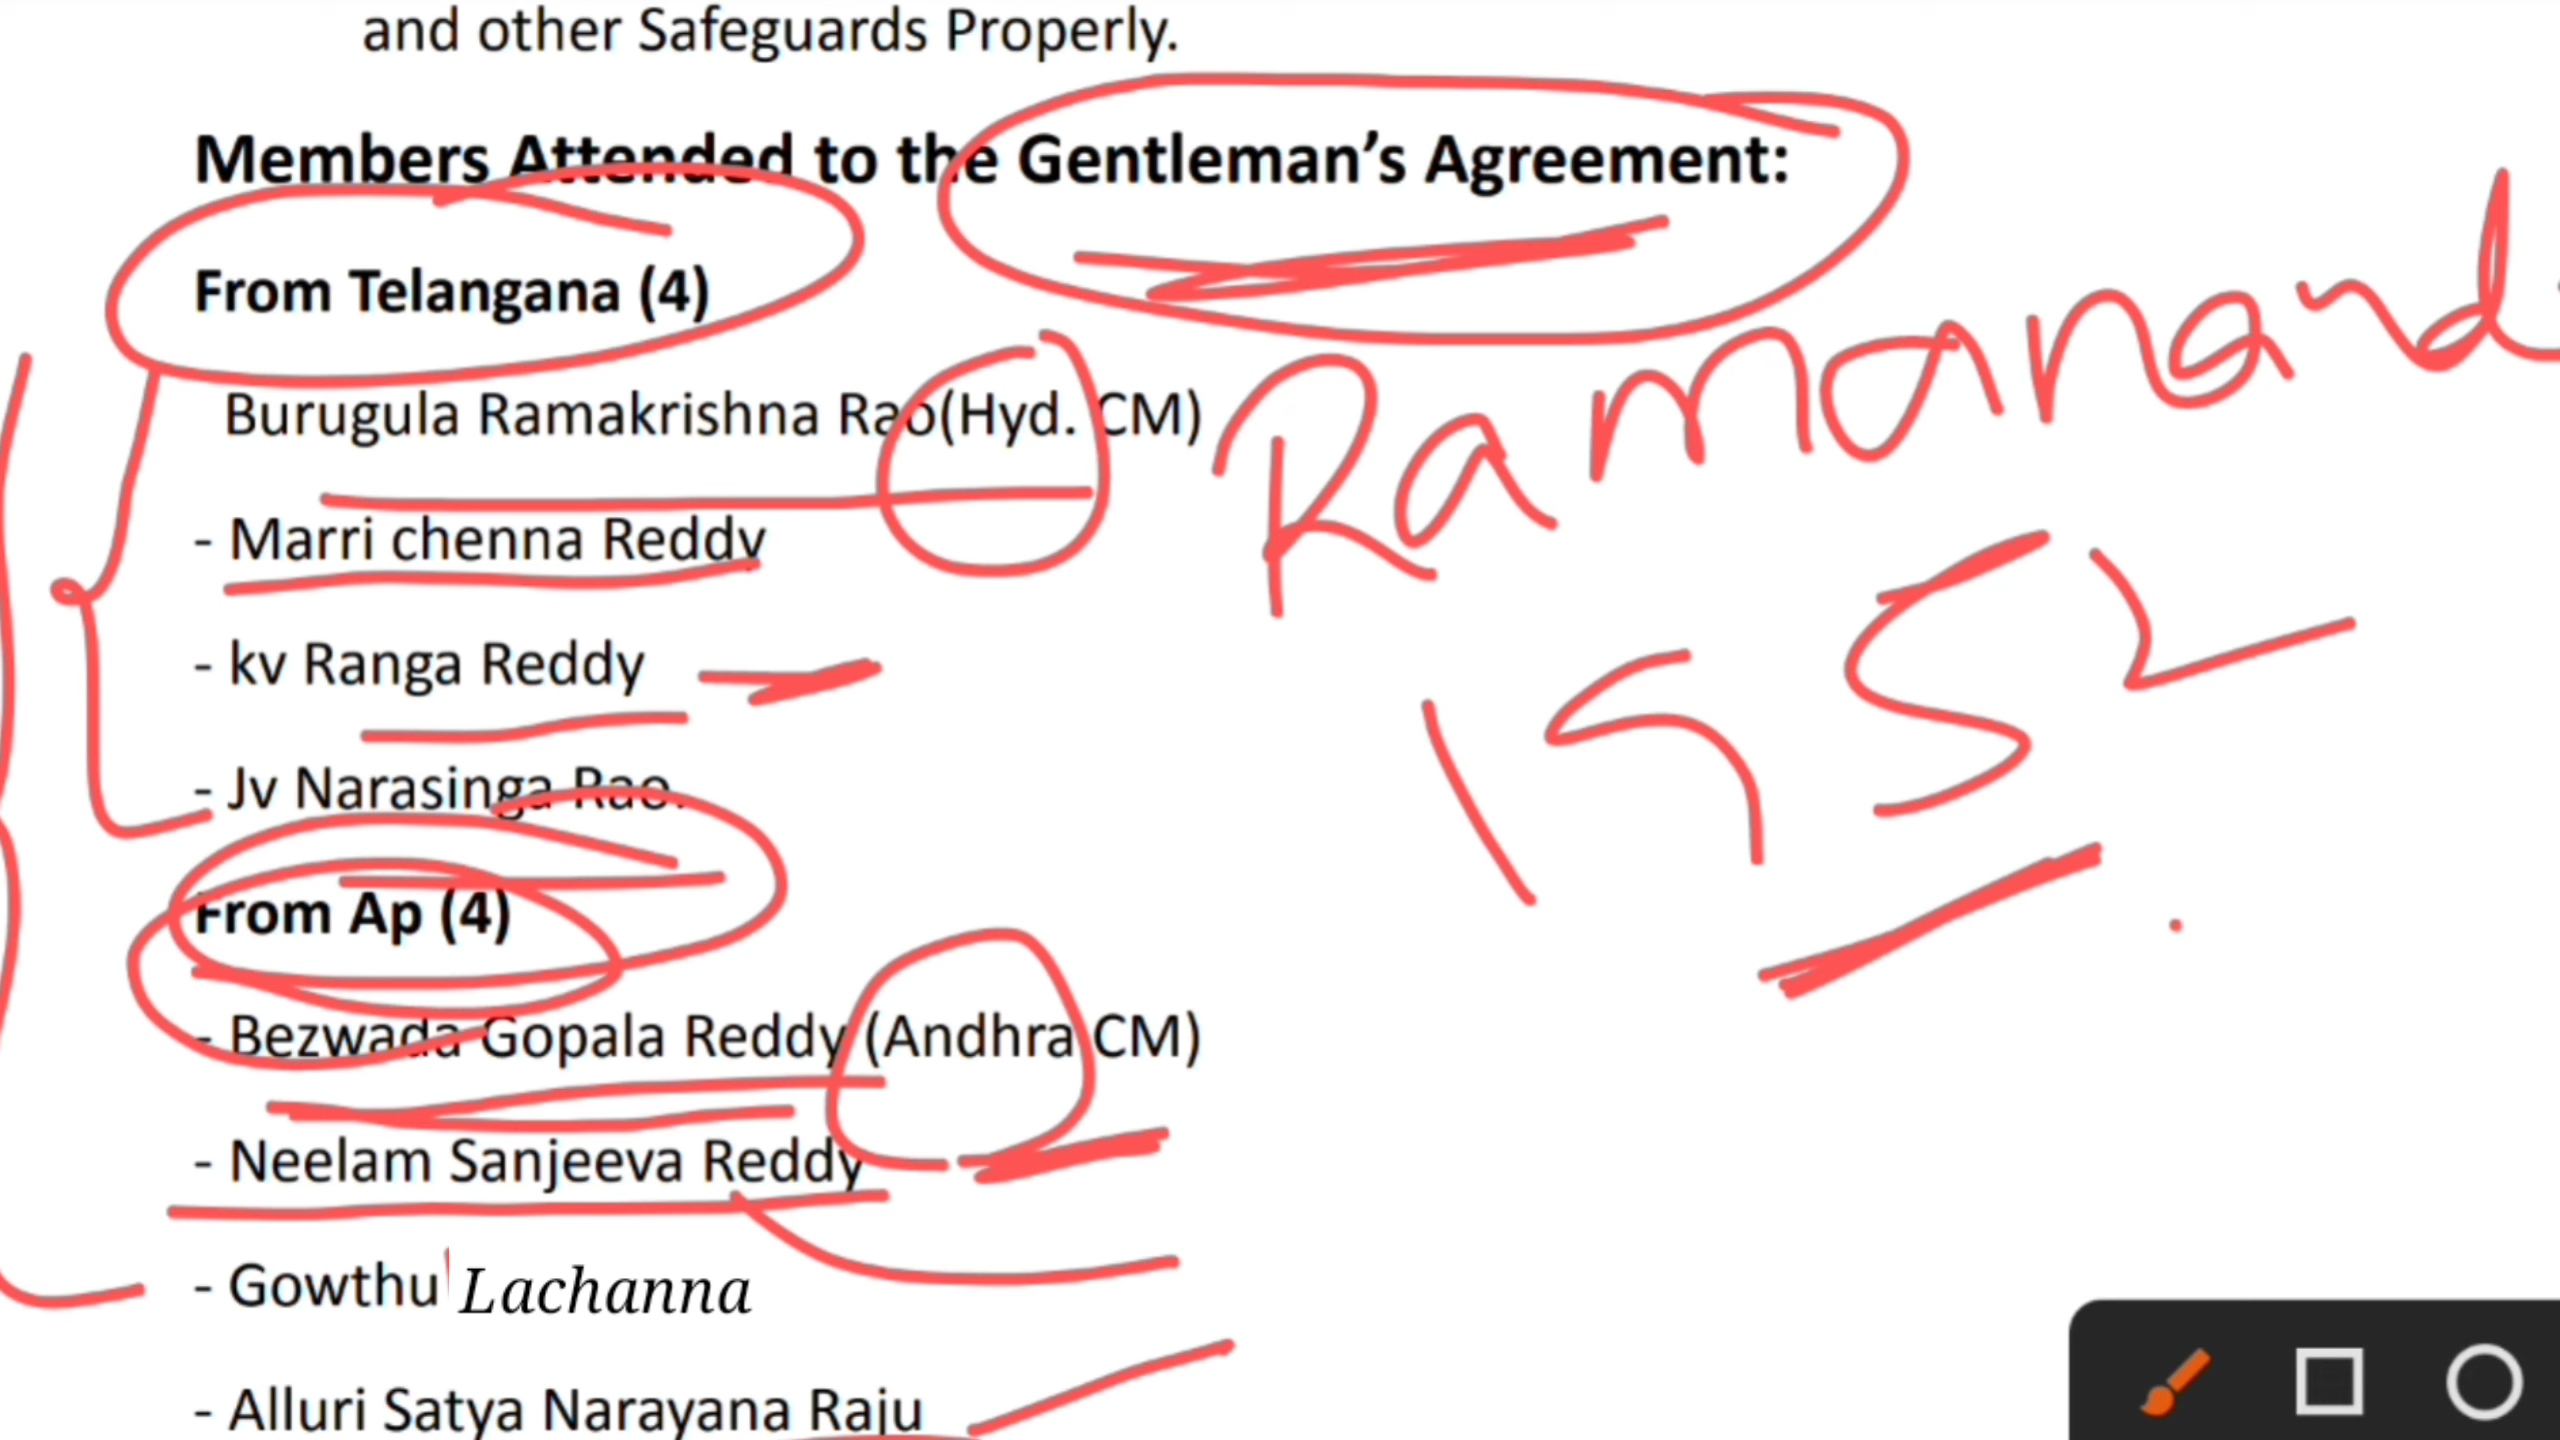 and other Safeguards Properly.
Members Attended to the Gentleman’s Agreement:
From Telangana (4)
Burugula Ramakrishna Rao(Hyd. CM)
Ramanand
- Marri chenna Reddy
1952
- kv Ranga Reddy
- Jv Narasinga Rao.
From Ap (4)
- Bezwada Gopala Reddy (Andhra CM)
- Neelam Sanjeeva Reddy
- Gowthu Lachanna
- Alluri Satya Narayana Raju